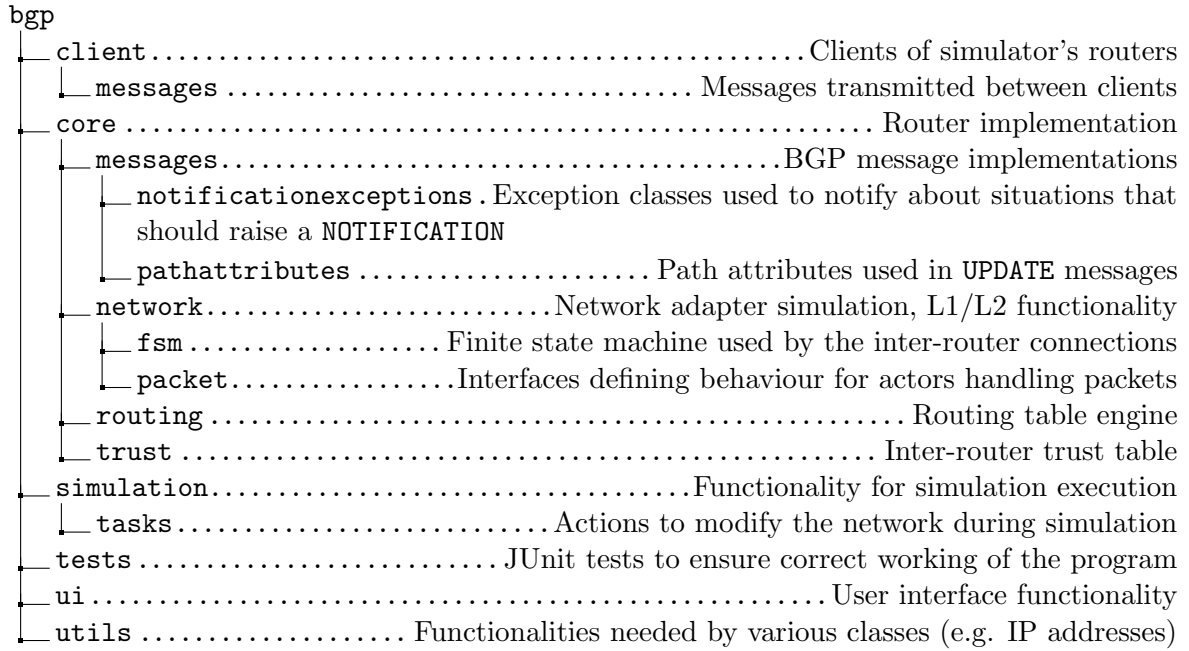 bgp
client.................................................Clients of simulator's routers
messages ................................... Messages transmitted between clients
core ........................................................ Router implementation
messages..........................................BGP message implementations
notificationexceptions.Exception classes used to notify about situations that
should raise a NOTIFICATION
pathattributes ...................... Path attributes used in UPDATE messages
network..........................Network adapter simulation, L1/L2 functionality
fsm ................... Finite state machine used by the inter-router connections
packet.................Interfaces defining behaviour for actors handling packets
routing .................................................... Routing table engine
trust .................................................... Inter-router trust table
simulation....................................Functionality for simulation execution
tasks............................ Actions to modify the network during simulation
tests ...........................JUnit tests to ensure correct working of the program
ui....................................................... User interface functionality
utils .................... Functionalities needed by various classes (e.g. IP addresses)